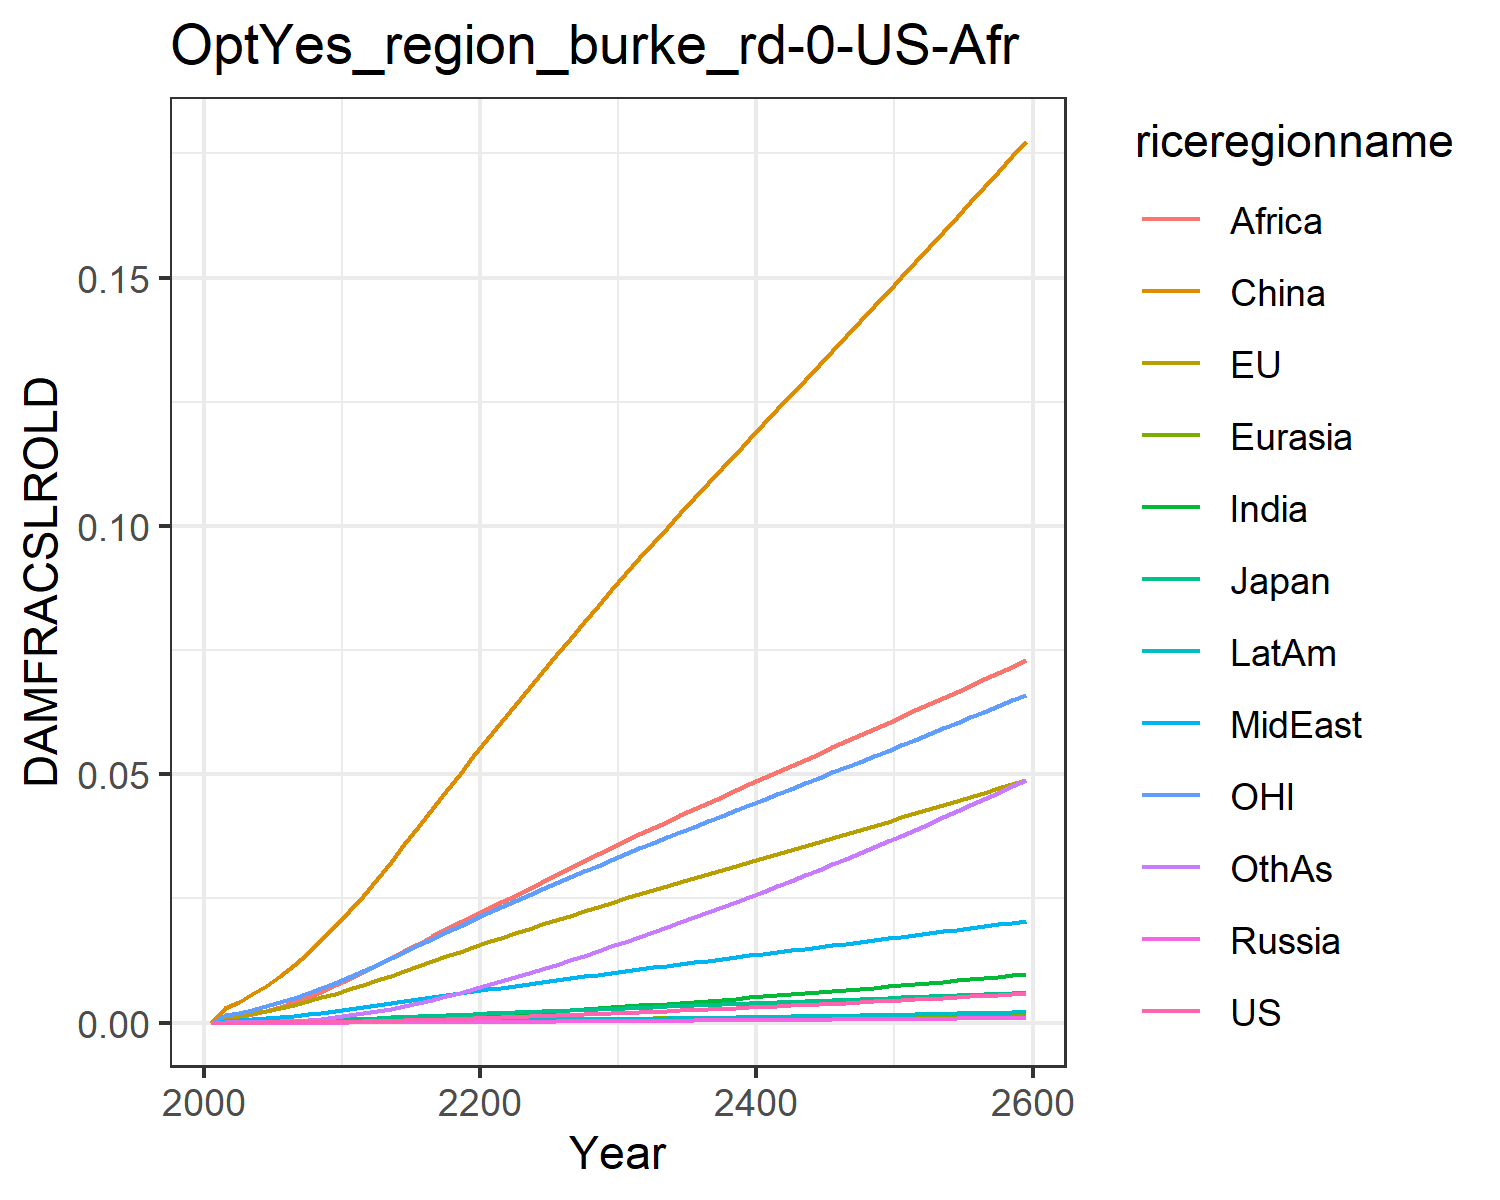 OptYes_region_burke_rd-0-US-Afr
DAMFRACSLROLD
0.15
0.10
0.05
0.00
2000
2200
2400
2600
Year
riceregionname
Africa
China
EU
Eurasia
India
Japan
LatAm
MidEast
OHI
OthAs
Russia
US